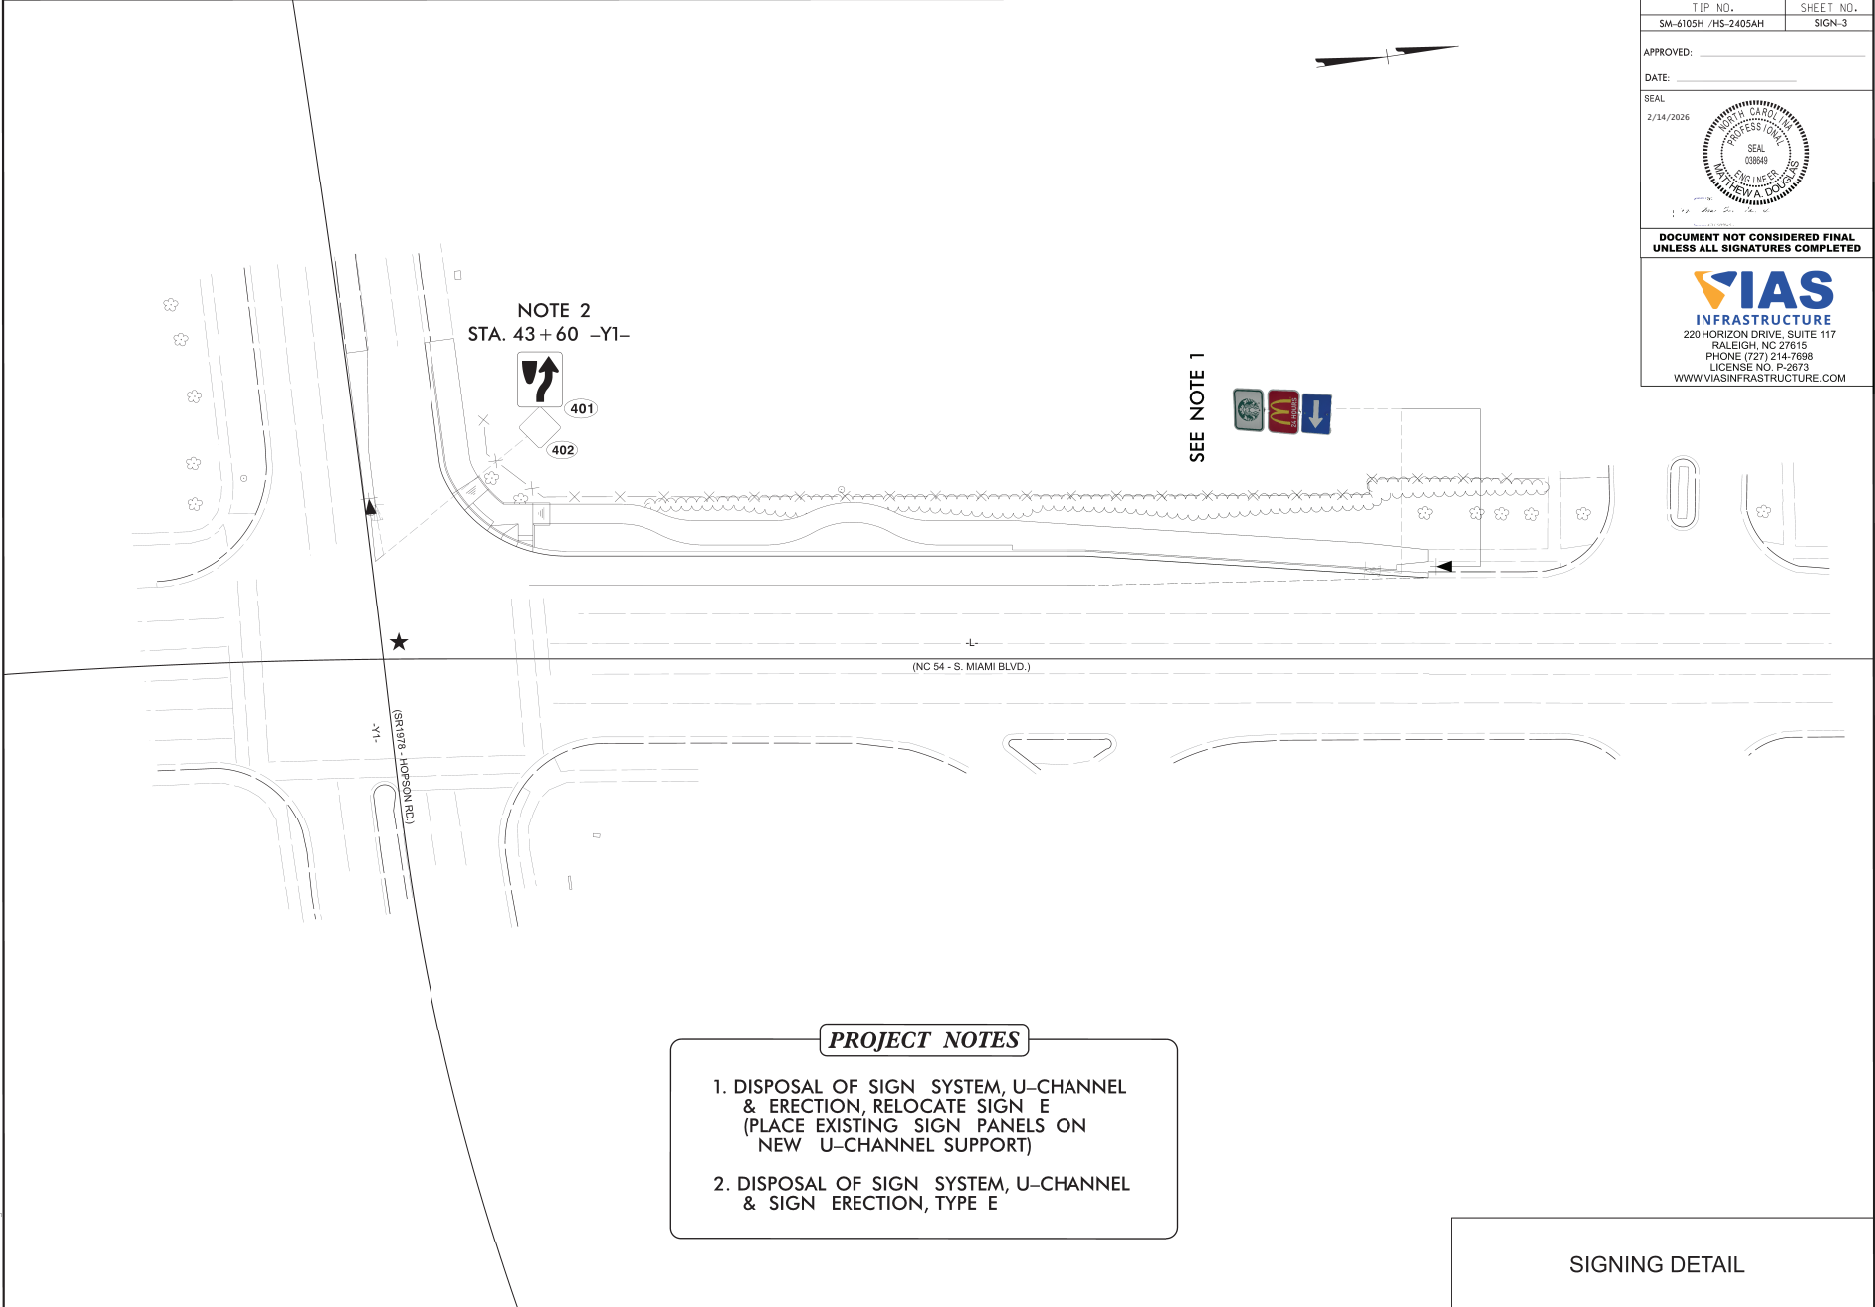 TIP NO.
SHEET NO.
SM-6105H /HS-2405AH
SIGN-3
APPROVED:
DATE:
SEAL
2/14/2026
NORTH CAROLINA
PROFESSIONAL
SEAL
038649
ENGINEER
MATTHEW A. DOUGLAS
DOCUMENT NOT CONSIDERED FINAL
UNLESS ALL SIGNATURES COMPLETED
VIAS
INFRASTRUCTURE
220 HORIZON DRIVE, SUITE 117
RALEIGH, NC 27615
PHONE (727) 214-7698
LICENSE NO. P-2673
WWW.VIASINFRASTRUCTURE.COM
NOTE 2
STA. 43+60 -Y1-
401
402
SEE NOTE 1
24 HOURS
-L-
(NC 54 - S. MIAMI BLVD.)
-Y1-
(SR1978 - HOPSON RD.)
PROJECT NOTES
1. DISPOSAL OF SIGN SYSTEM, U-CHANNEL
& ERECTION, RELOCATE SIGN E
(PLACE EXISTING SIGN PANELS ON
NEW U-CHANNEL SUPPORT)
2. DISPOSAL OF SIGN SYSTEM, U-CHANNEL
& SIGN ERECTION, TYPE E
SIGNING DETAIL